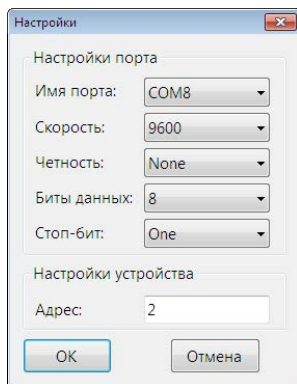 Настройки
Настройки порта
Имя порта: COM8
Скорость: 9600
Четность: None
Биты данных: 8
Стоп-бит: One
Настройки устройства
Адрес: 2
OK Отмена